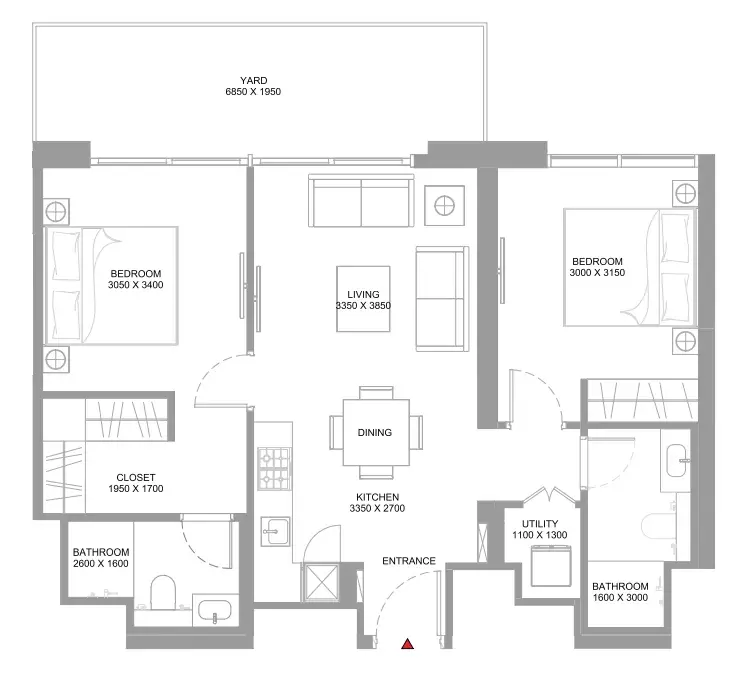 YARD
6850 X 1950
BEDROOM
3050 X 3400
LIVING
3350 X 3850
BEDROOM
3000 X 3150
DINING
CLOSET
1950 X 1700
KITCHEN
3350 X 2700
UTILITY
1100 X 1300
BATHROOM
2600 X 1600
ENTRANCE
BATHROOM
1600 X 3000